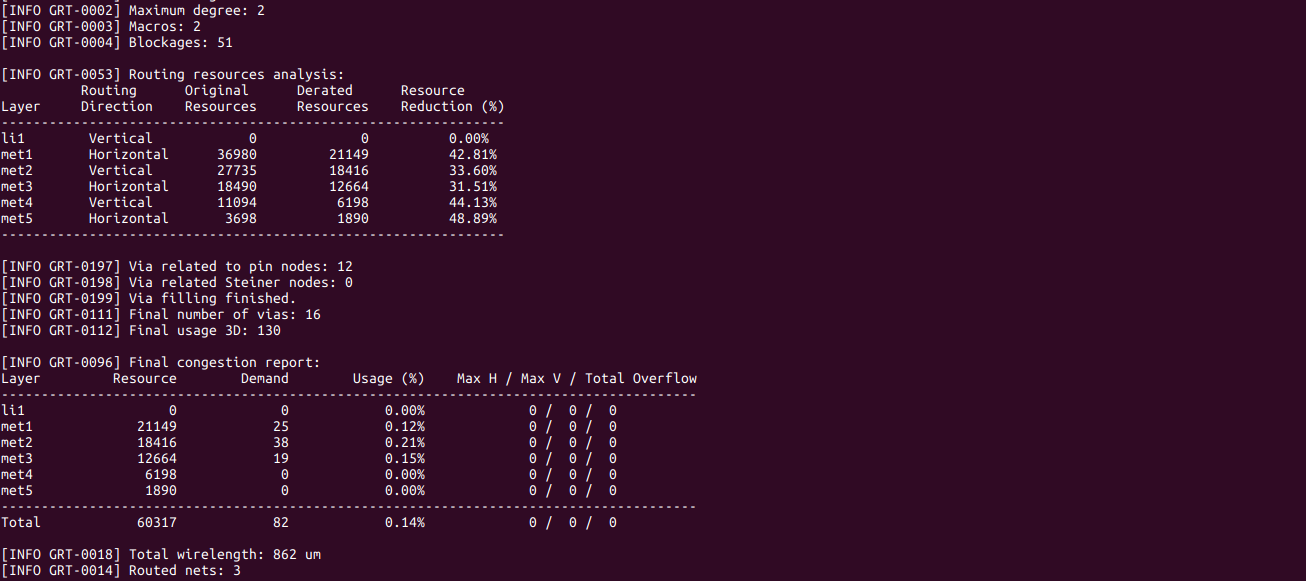 [INFO GRT-0002] Maximum degree: 2
[INFO GRT-0003] Macros: 2
[INFO GRT-0004] Blockages: 51
[INFO GRT-0053] Routing resources analysis:
Routing Original Derated Resource
Layer Direction Resources Resources Reduction (%)
---------------------------------------------------------------
li1 Vertical 0 0 0.00%
met1 Horizontal 36980 21149 42.81%
met2 Vertical 27735 18416 33.60%
met3 Horizontal 18490 12664 31.51%
met4 Vertical 11094 6198 44.13%
met5 Horizontal 3698 1890 48.89%
---------------------------------------------------------------
[INFO GRT-0197] Via related to pin nodes: 12
[INFO GRT-0198] Via related Steiner nodes: 0
[INFO GRT-0199] Via filling finished.
[INFO GRT-0111] Final number of vias: 16
[INFO GRT-0112] Final usage 3D: 130
[INFO GRT-0096] Final congestion report:
Layer Resource Demand Usage (%) Max H / Max V / Total Overflow
---------------------------------------------------------------------------------------
li1 0 0 0.00% 0 / 0 / 0
met1 21149 25 0.12% 0 / 0 / 0
met2 18416 38 0.21% 0 / 0 / 0
met3 12664 19 0.15% 0 / 0 / 0
met4 6198 0 0.00% 0 / 0 / 0
met5 1890 0 0.00% 0 / 0 / 0
---------------------------------------------------------------------------------------
Total 60317 82 0.14% 0 / 0 / 0
[INFO GRT-0018] Total wirelength: 862 um
[INFO GRT-0014] Routed nets: 3